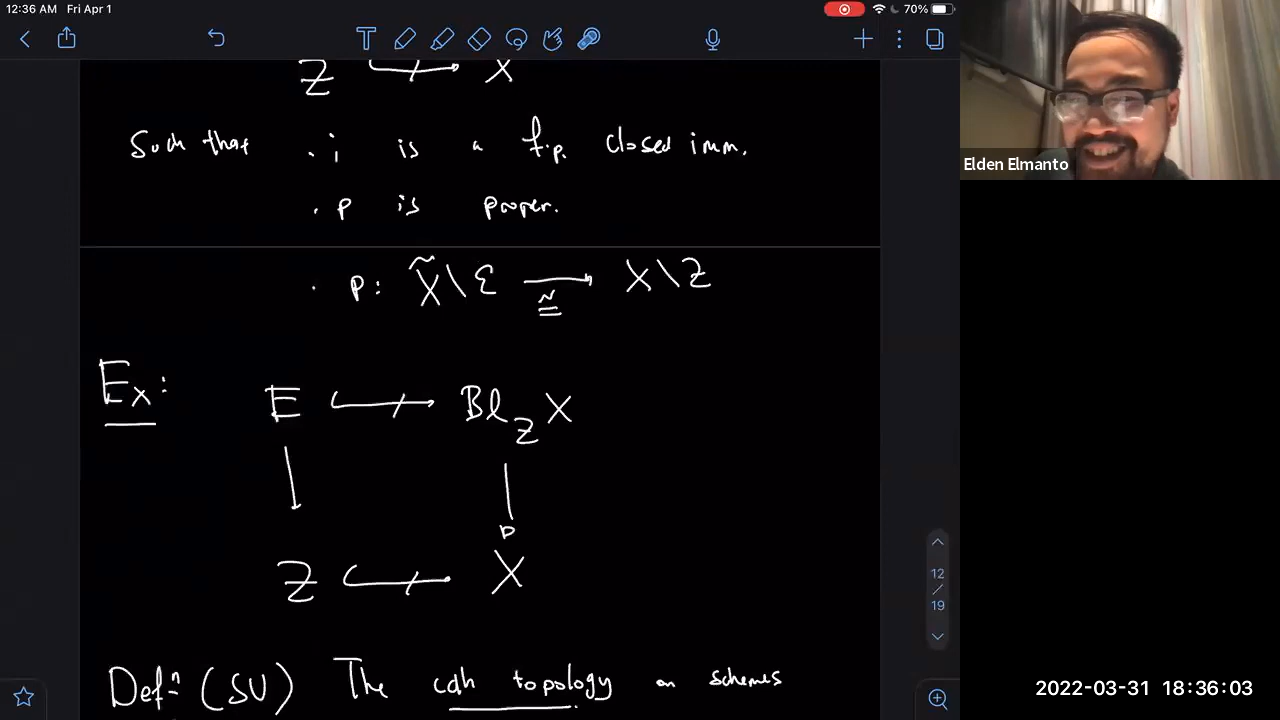 12:36 AM Fri Apr 1
70%
Z ↪ X
Such that . i is a f.p. closed imm.
. p is proper.
. p: X̃\E → ≅ X\Z
Ex:
E ↪ Bl_Z X
Z ↪ X
Defⁿ (SV) The cdh topology on schemes
12
/
19
Elden Elmanto
2022-03-31 18:36:03